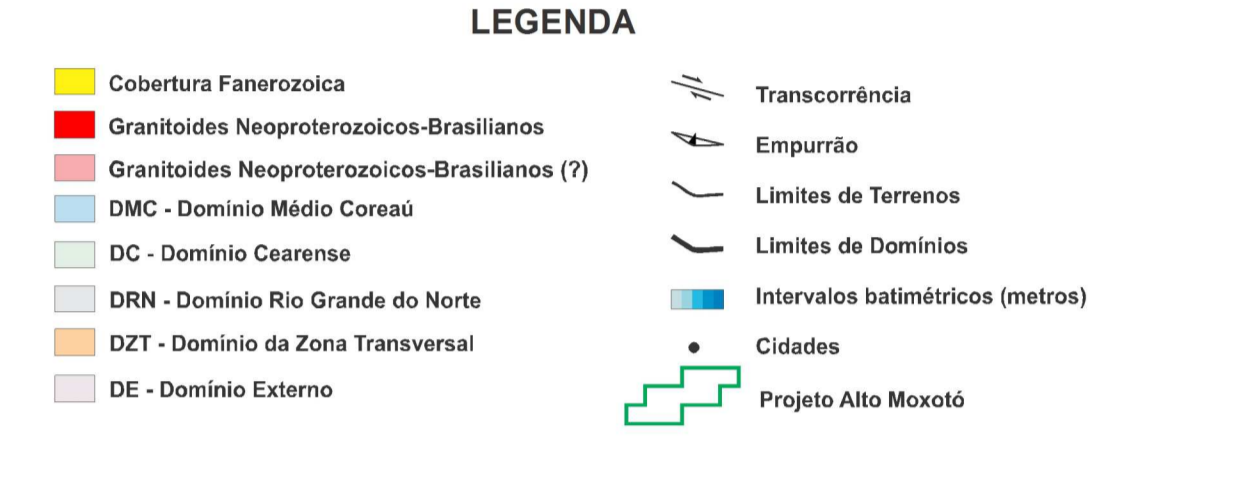 LEGENDA
Cobertura Fanerozoica
Granitoides Neoproterozoicos-Brasilianos
Granitoides Neoproterozoicos-Brasilianos (?)
DMC - Domínio Médio Coreaú
DC - Domínio Cearense
DRN - Domínio Rio Grande do Norte
DZT - Domínio da Zona Transversal
DE - Domínio Externo
Transcorrência
Empurrão
Limites de Terrenos
Limites de Domínios
Intervalos batimétricos (metros)
Cidades
Projeto Alto Moxotó